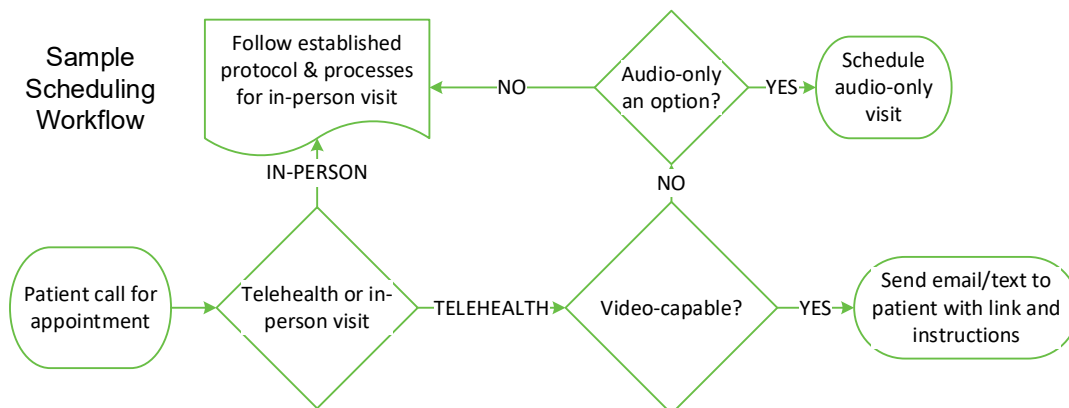 Sample
Scheduling
Workflow
Follow established
protocol & processes
for in-person visit
NO
Audio-only
an option?
YES
Schedule
audio-only
visit
IN-PERSON
NO
Patient call for
appointment
Telehealth or in-
person visit
TELEHEALTH
Video-capable?
YES
Send email/text to
patient with link and
instructions